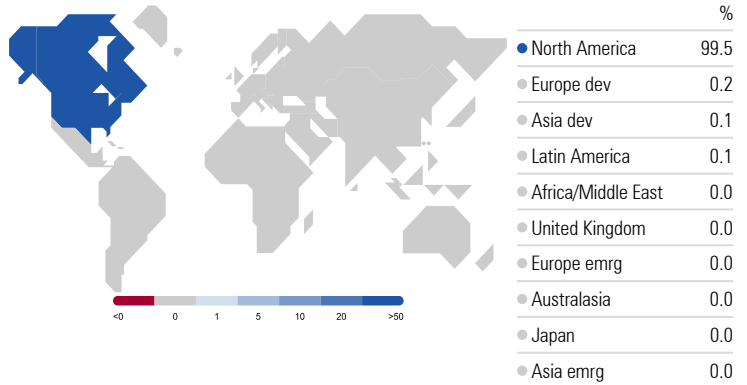 %
North America 99.5
Europe dev 0.2
Asia dev 0.1
Latin America 0.1
Africa/Middle East 0.0
United Kingdom 0.0
Europe emrg 0.0
Australasia 0.0
Japan 0.0
Asia emrg 0.0
<0 0 1 5 10 20 >50